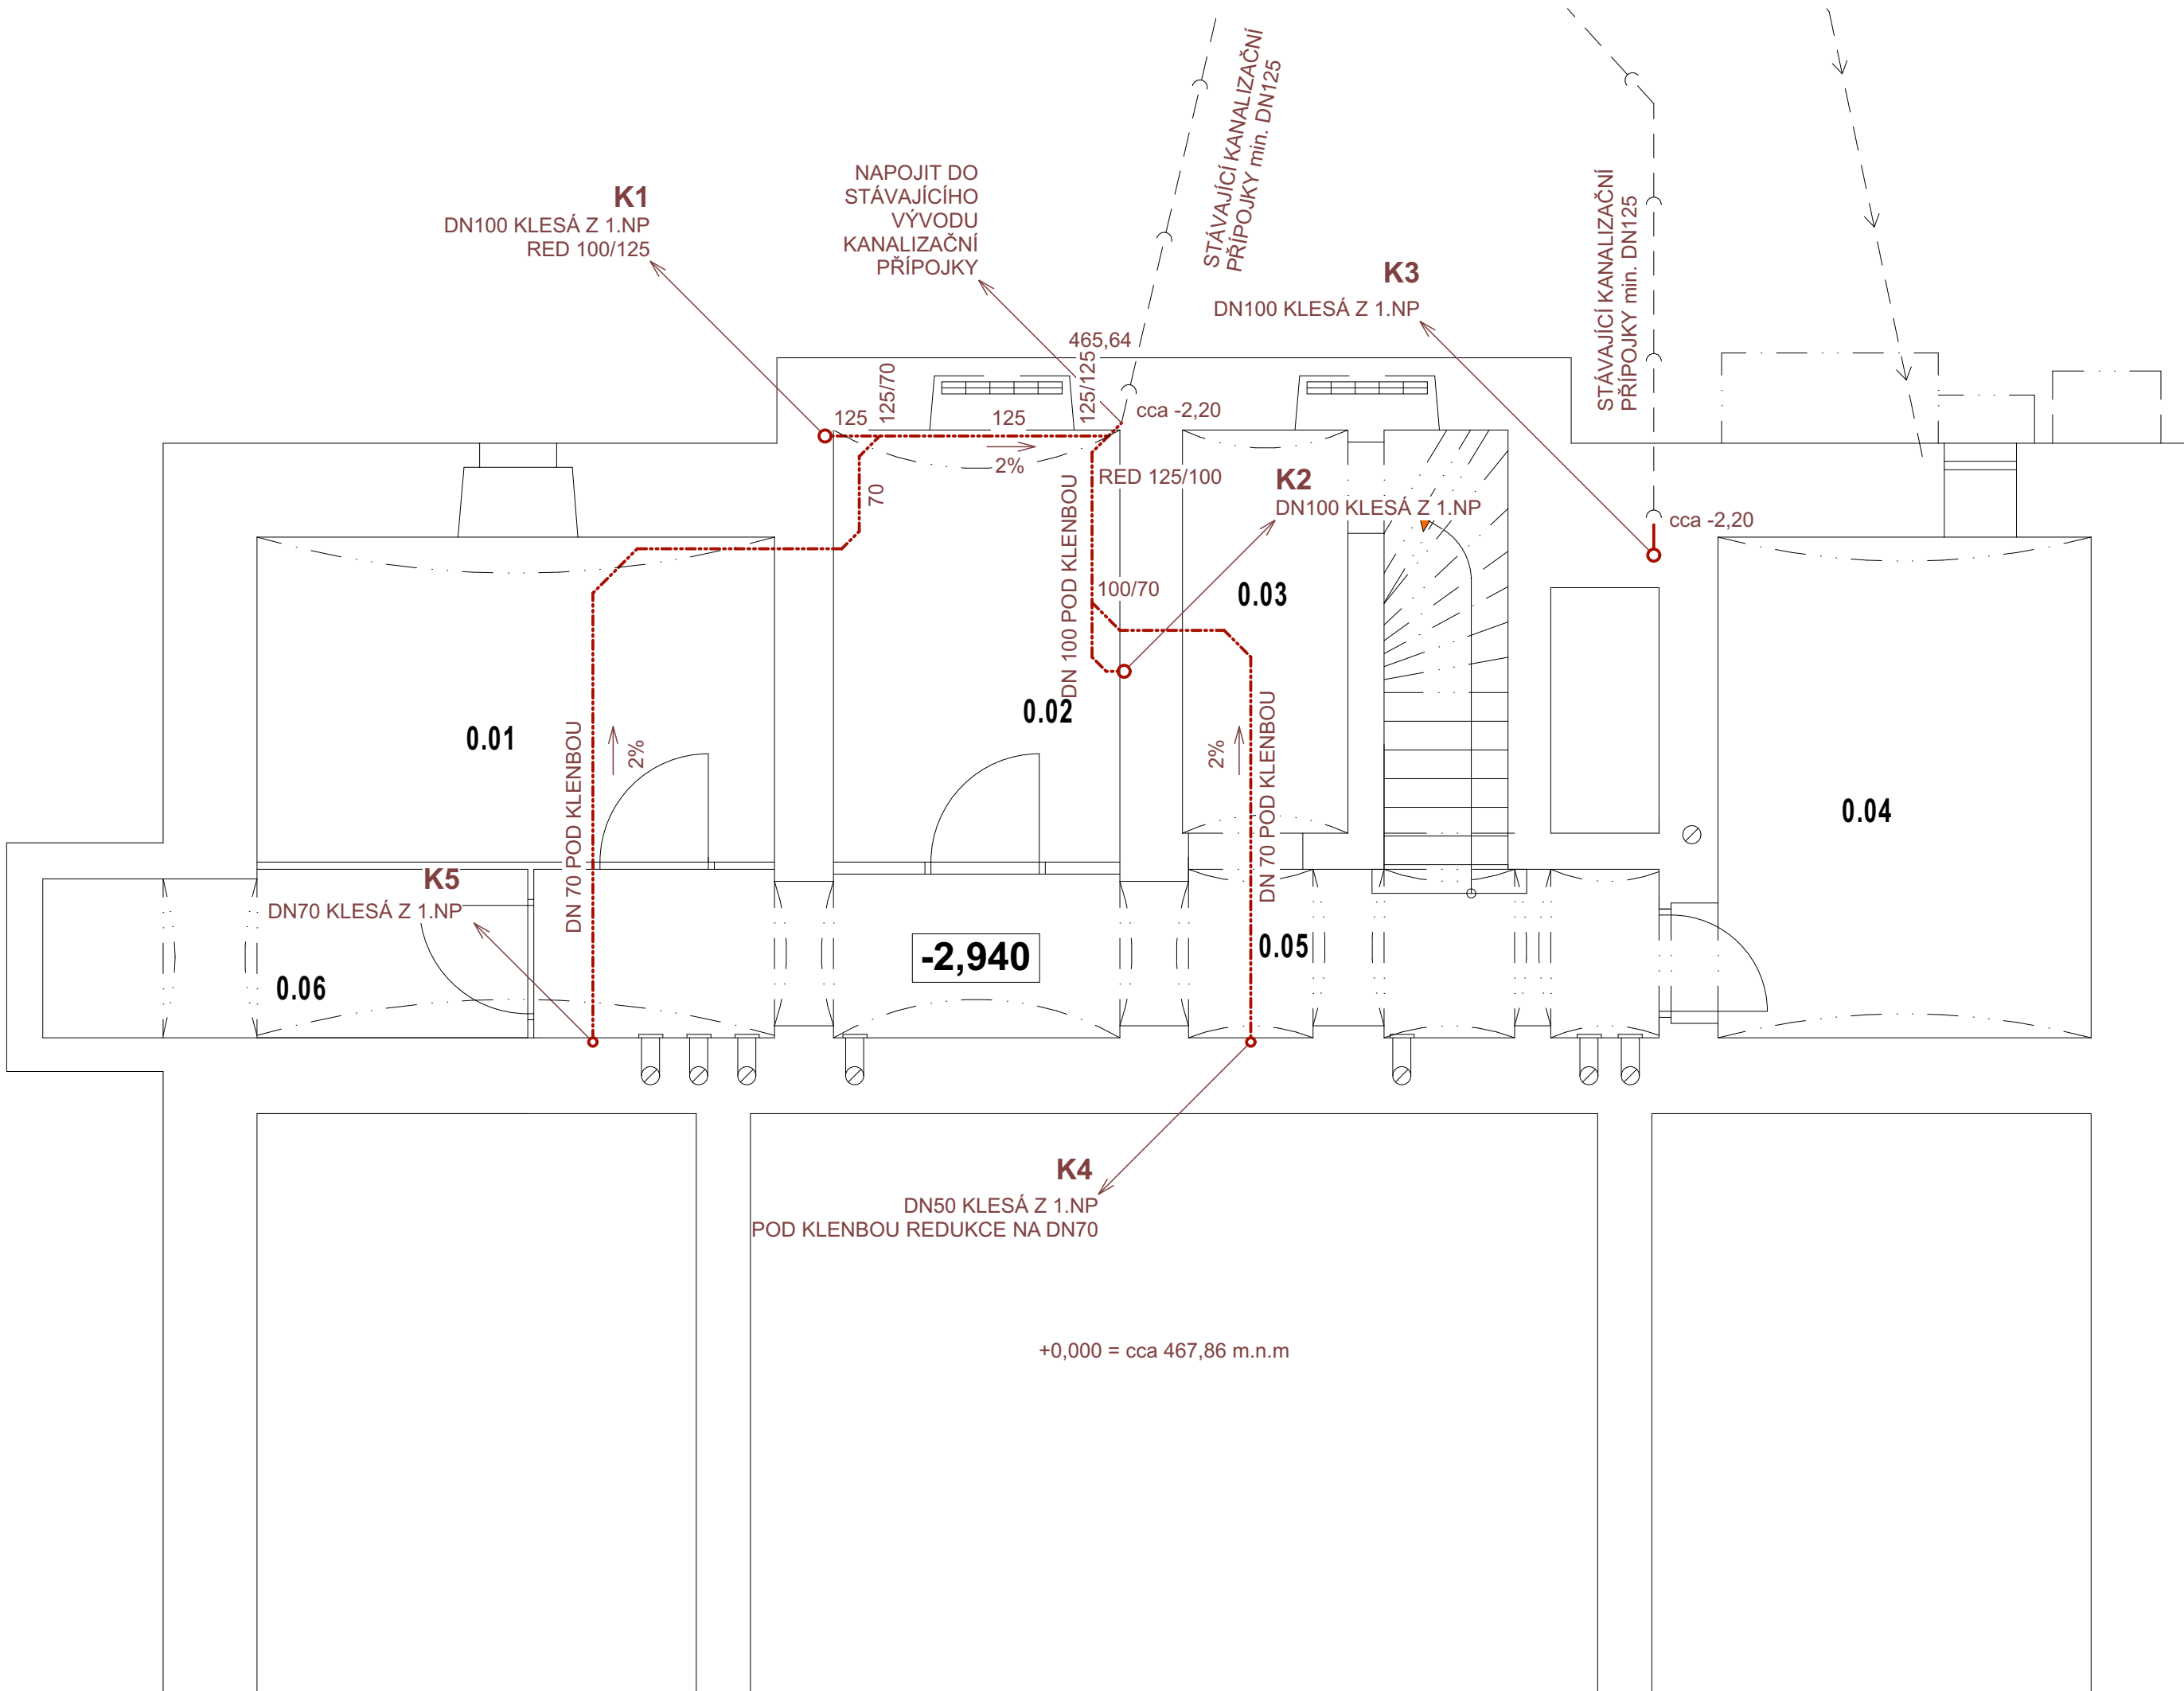 STÁVAJÍCÍ KANALIZAČNÍ
PŘÍPOJKY min. DN125
STÁVAJÍCÍ KANALIZAČNÍ
PŘÍPOJKY min. DN125
NAPOJIT DO
STÁVAJÍCÍHO
VÝVODU
KANALIZAČNÍ
PŘÍPOJKY
K1
DN100 KLESÁ Z 1.NP
RED 100/125
K3
DN100 KLESÁ Z 1.NP
465,64
125/70
125/125
125
125
cca -2,20
2%
70
RED 125/100
K2
DN100 KLESÁ Z 1.NP
cca -2,20
DN 100 POD KLENBOU
100/70
0.03
0.02
0.01
0.04
DN 70 POD KLENBOU
2%
2%
DN 70 POD KLENBOU
K5
DN70 KLESÁ Z 1.NP
0.06
-2,940
0.05
K4
DN50 KLESÁ Z 1.NP
POD KLENBOU REDUKCE NA DN70
+0,000 = cca 467,86 m.n.m